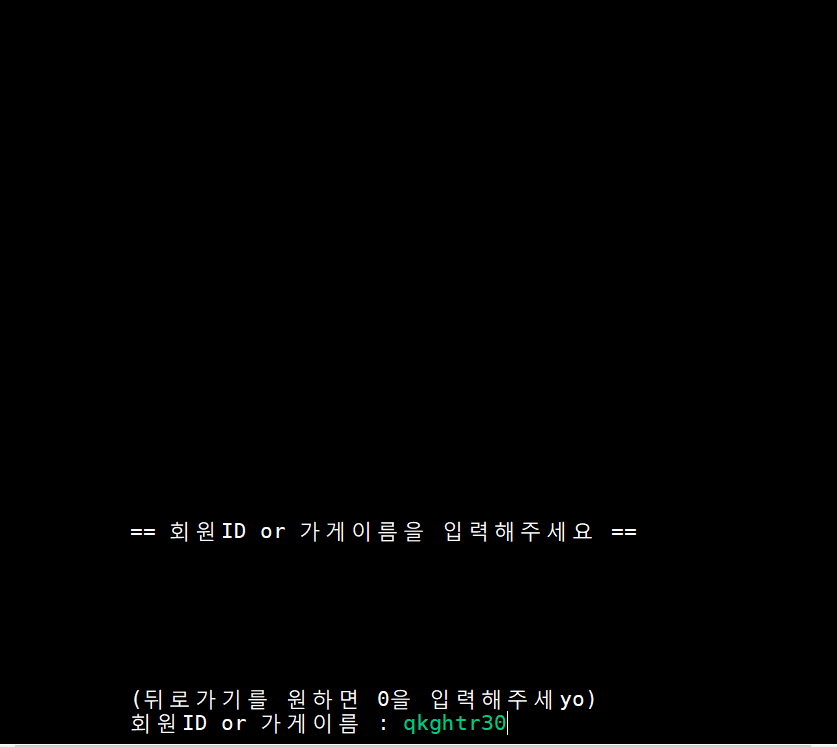 == 회원ID or 가게이름을 입력해주세요 ==
(뒤로가기를 원하면 0을 입력해주세yo)
회원ID or 가게이름 : qkghtr30